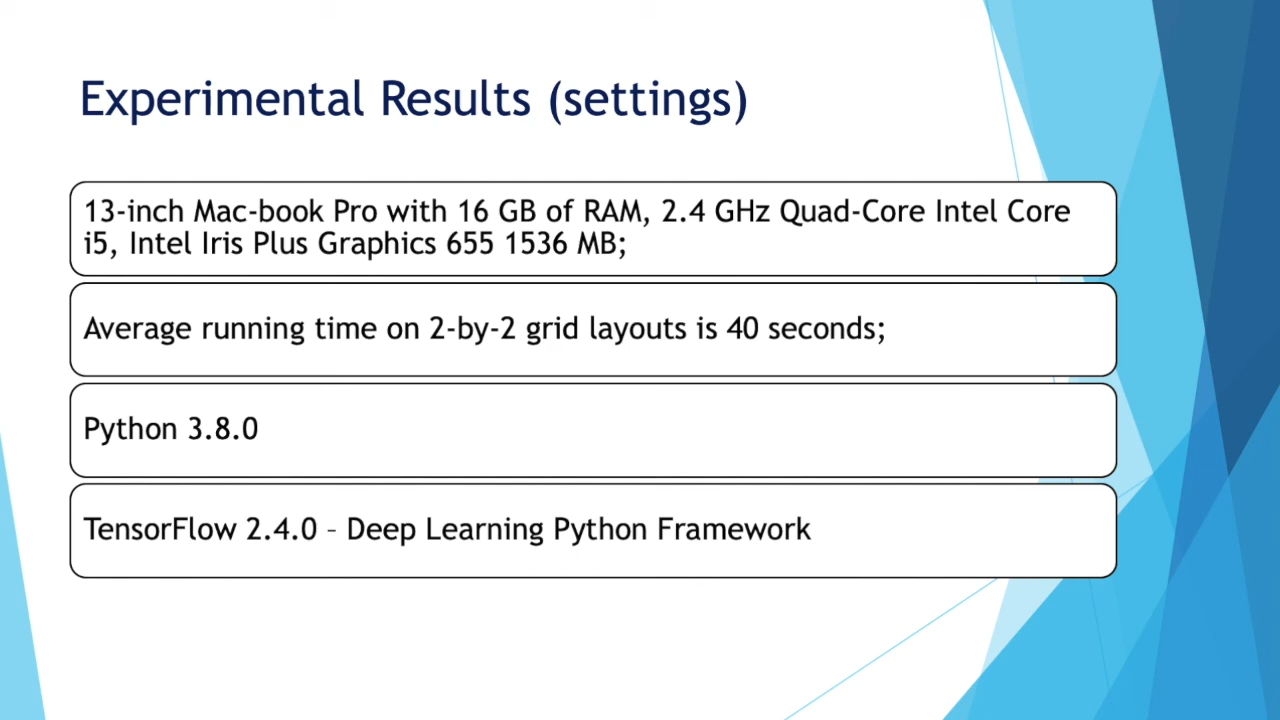 Experimental Results (settings)
13-inch Mac-book Pro with 16 GB of RAM, 2.4 GHz Quad-Core Intel Core
i5, Intel Iris Plus Graphics 655 1536 MB;
Average running time on 2-by-2 grid layouts is 40 seconds;
Python 3.8.0
TensorFlow 2.4.0 – Deep Learning Python Framework